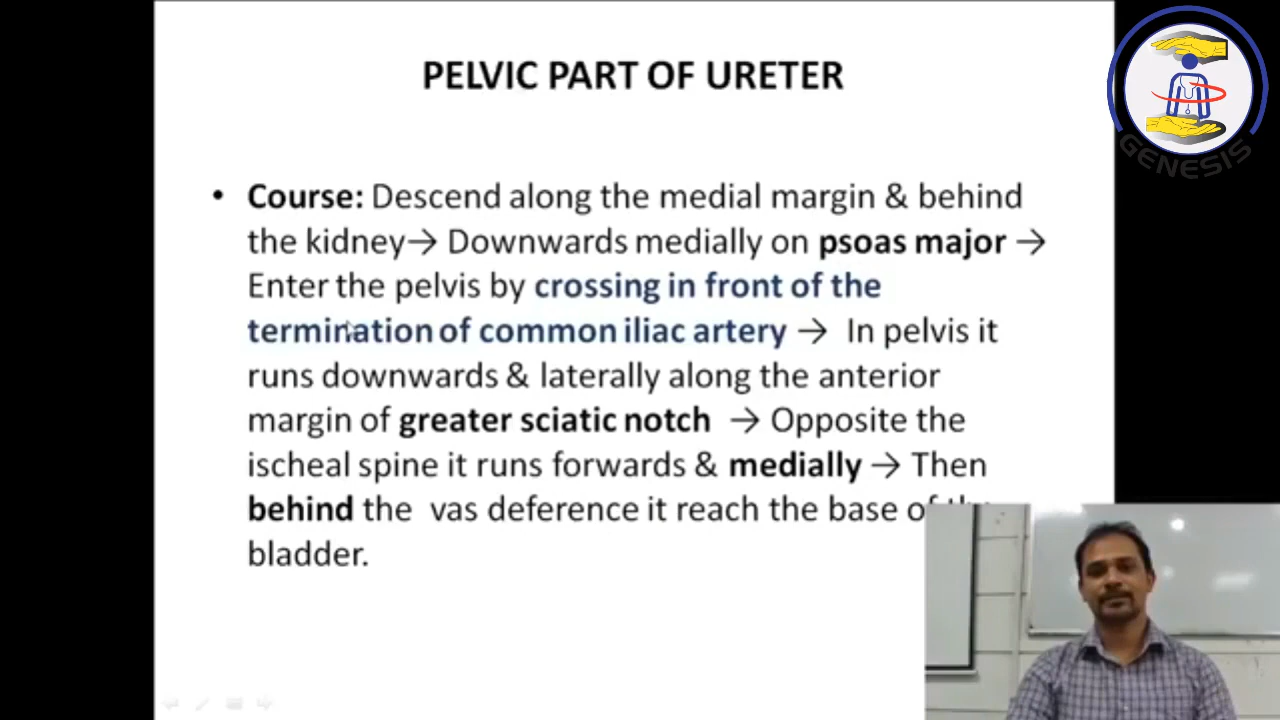 PELVIC PART OF URETER
GENESIS
• Course: Descend along the medial margin & behind
the kidney→ Downwards medially on psoas major →
Enter the pelvis by crossing in front of the
termination of common iliac artery → In pelvis it
runs downwards & laterally along the anterior
margin of greater sciatic notch → Opposite the
ischeal spine it runs forwards & medially → Then
behind the vas deference it reach the base of the
bladder.